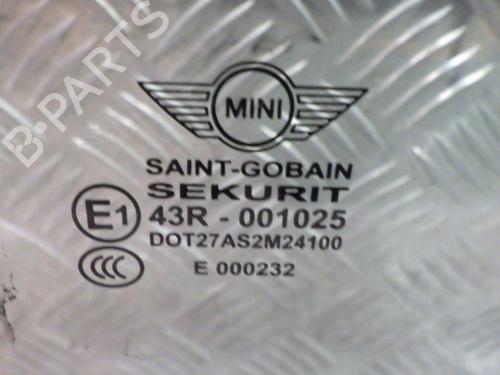 B-PARTS
MINI
SAINT-GOBAIN
SEKURIT
E1 43R - 001025
DOT27AS2M24100
CCC
E 000232